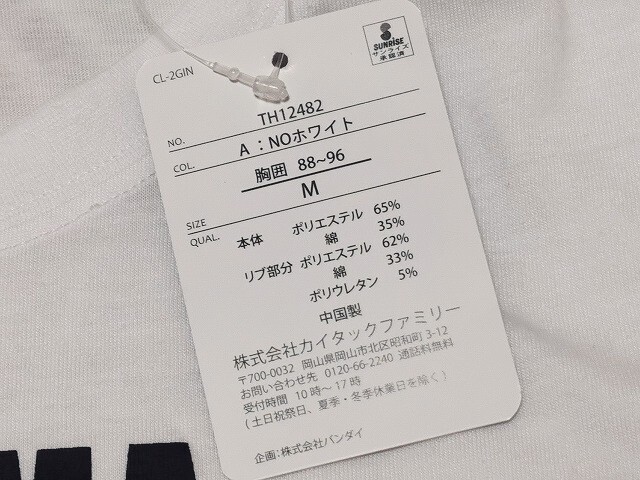 SUNRISE
サンライズ
承認済
CL-2GIN
NO. TH12482
COL. A：NOホワイト
胸囲 88~96
SIZE M
QUAL. 本体 ポリエステル 65%
綿 35%
リブ部分 ポリエステル 62%
綿 33%
ポリウレタン 5%
中国製
株式会社カイタックファミリー
〒700-0032 岡山県岡山市北区昭和町 3-12
お問い合わせ先 0120-66-2240 通話料無料
受付時間 10時〜17時
(土日祝祭日、夏季・冬季休業日を除く)
企画：株式会社バンダイ